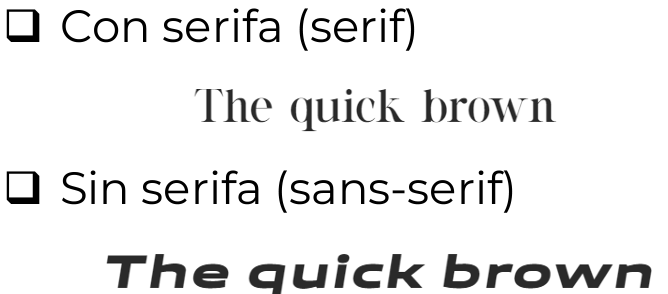 Con serifa (serif)
The quick brown
Sin serifa (sans-serif)
The quick brown